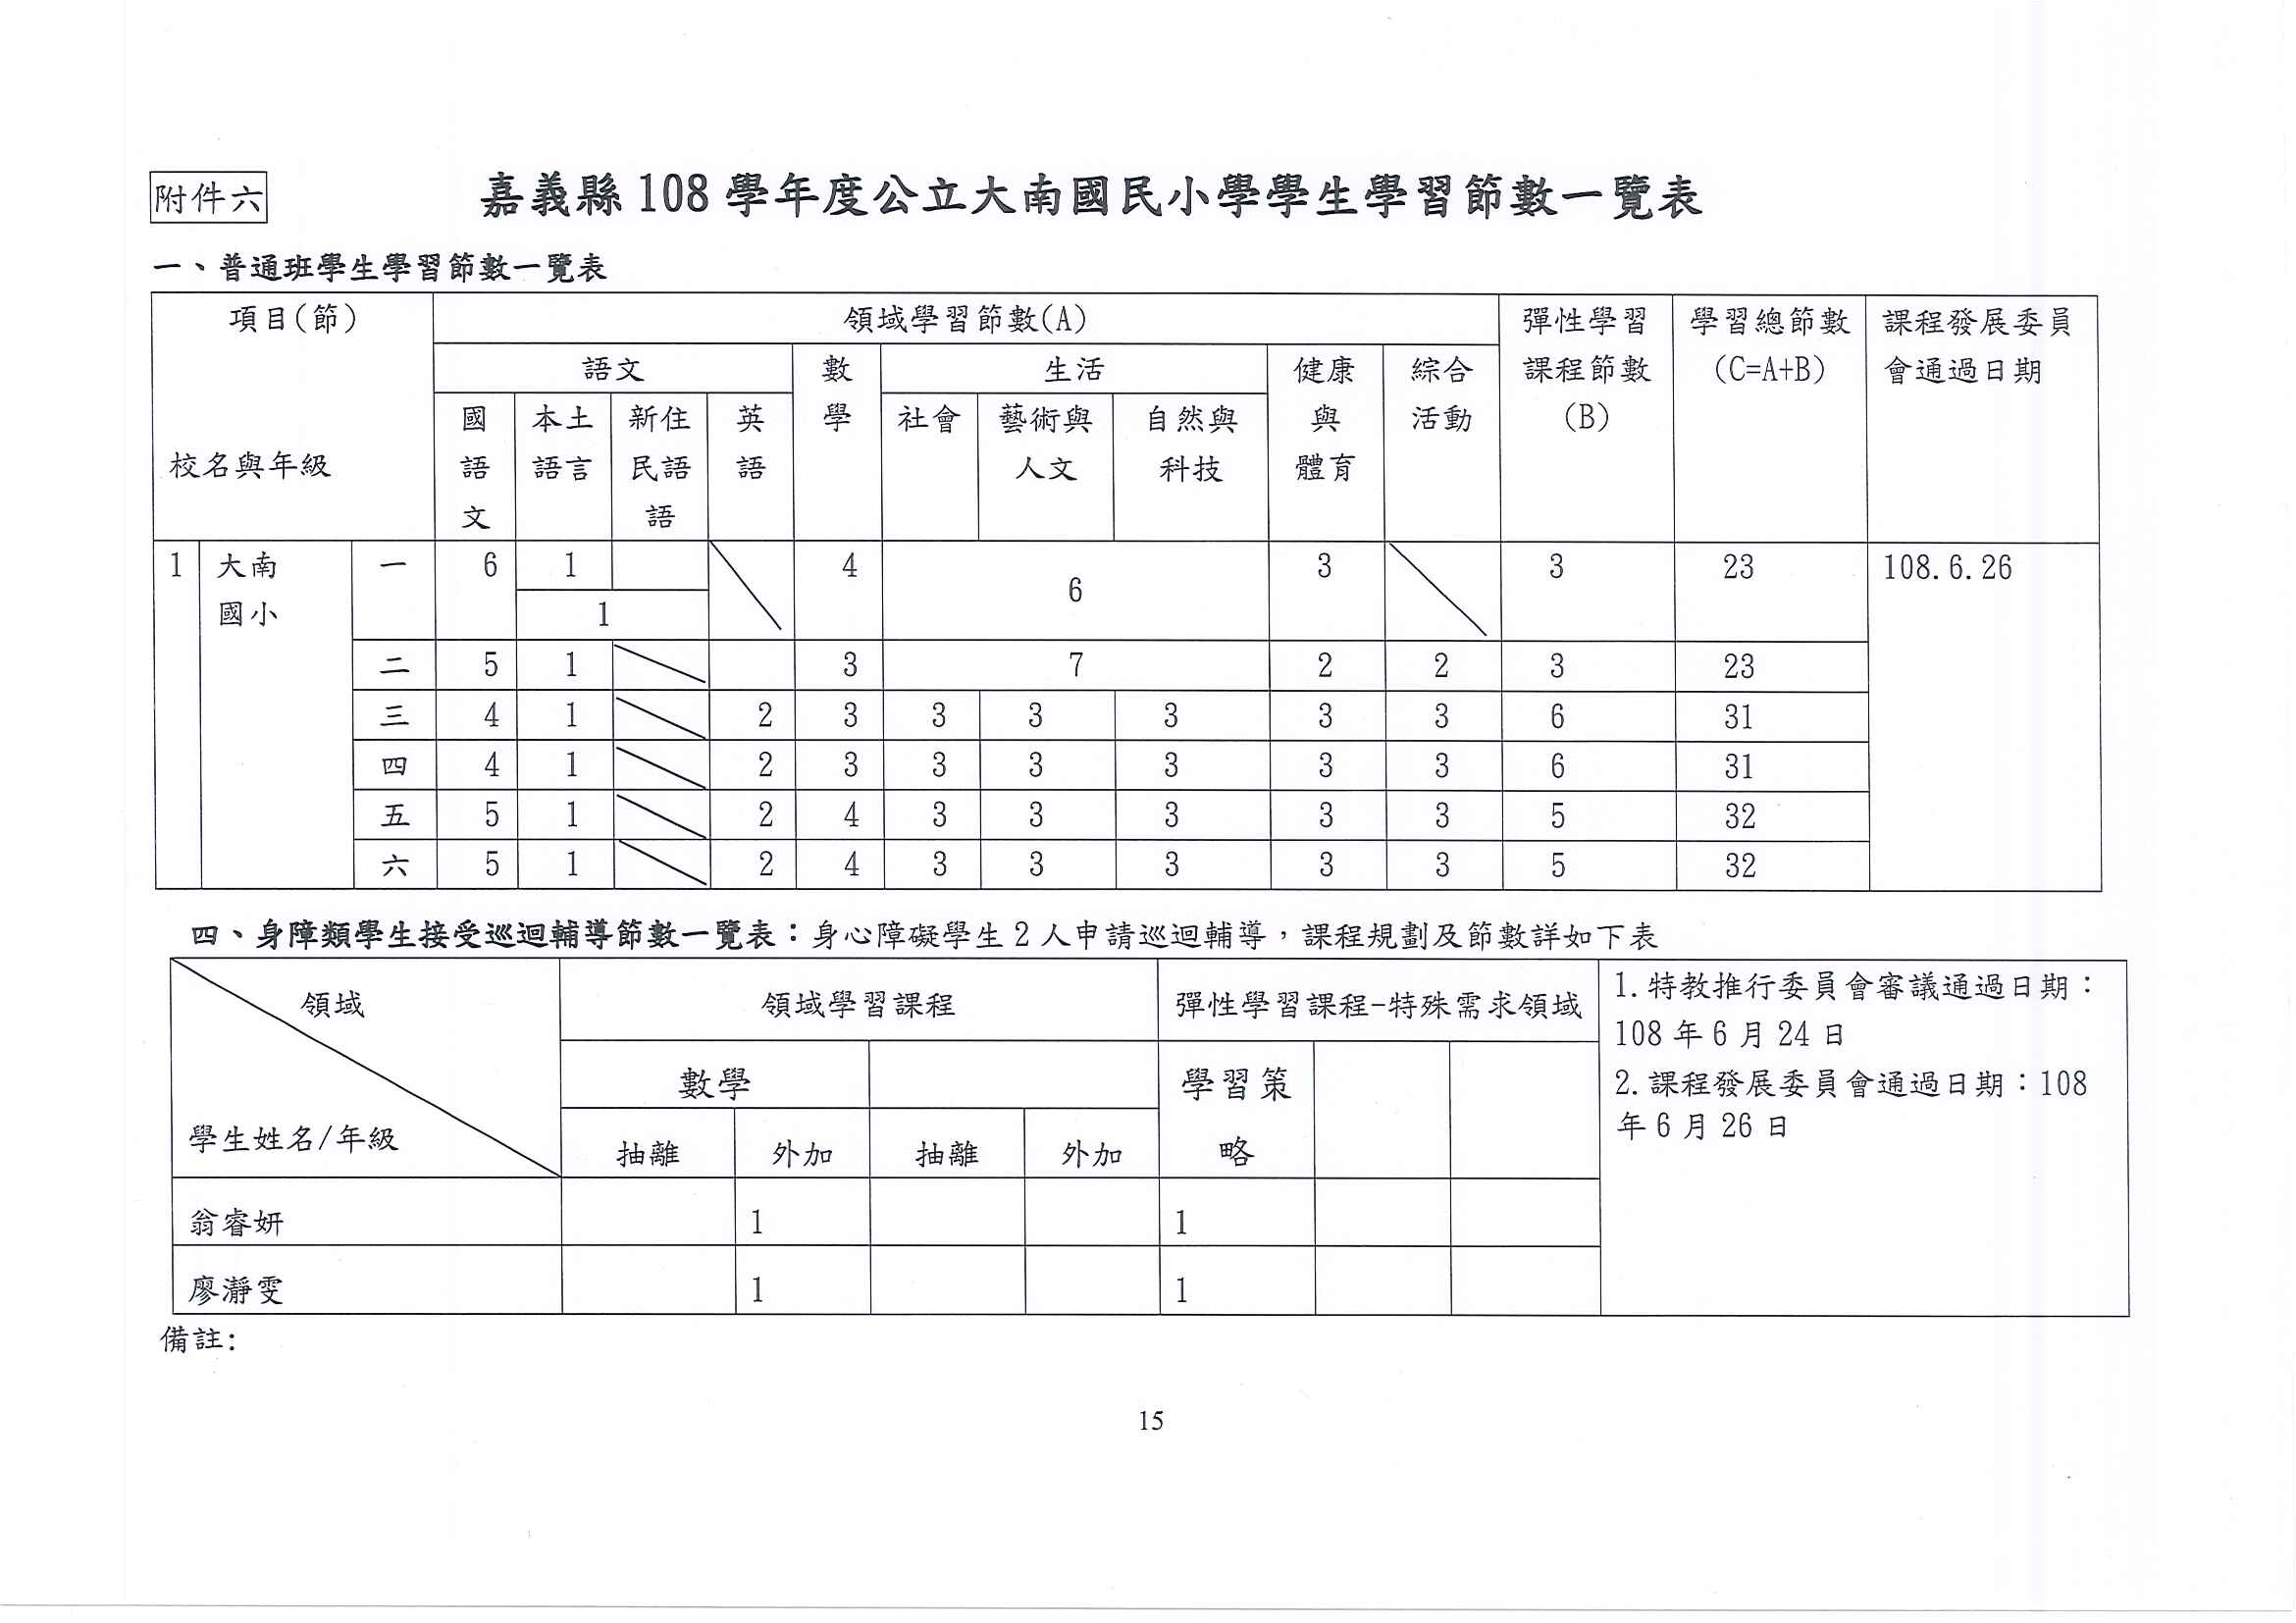 附件六
嘉義縣 108 學年度公立大南國民小學學生學習節數一覽表
一、普通班學生學習節數一覽表
項目(節) 領域學習節數(A) 彈性學習 學習總節數 課程發展委員
語文 數 生活 健康 綜合 課程節數 (C=A+B) 會通過日期
國 本土 新住 英 學 社會 藝術與 自然與 與 活動 (B)
校名與年級 語 語言 民語 語 人文 科技 體育
文 語
1 大南 一 6 1 4 6 3 3 23 108.6.26
國小 1
二 5 1 3 7 2 2 3 23
三 4 1 2 3 3 3 3 3 3 6 31
四 4 1 2 3 3 3 3 3 3 6 31
五 5 1 2 4 3 3 3 3 3 5 32
六 5 1 2 4 3 3 3 3 3 5 32
四、身障類學生接受巡迴輔導節數一覽表：身心障礙學生 2 人申請巡迴輔導，課程規劃及節數詳如下表
領域 領域學習課程 彈性學習課程-特殊需求領域 1.特教推行委員會審議通過日期：
108 年 6 月 24 日
數學 學習策 2.課程發展委員會通過日期：108
學生姓名/年級 抽離 外加 抽離 外加 略 年 6 月 26 日
翁睿妍 1 1
廖瀞雯 1 1
備註:
15